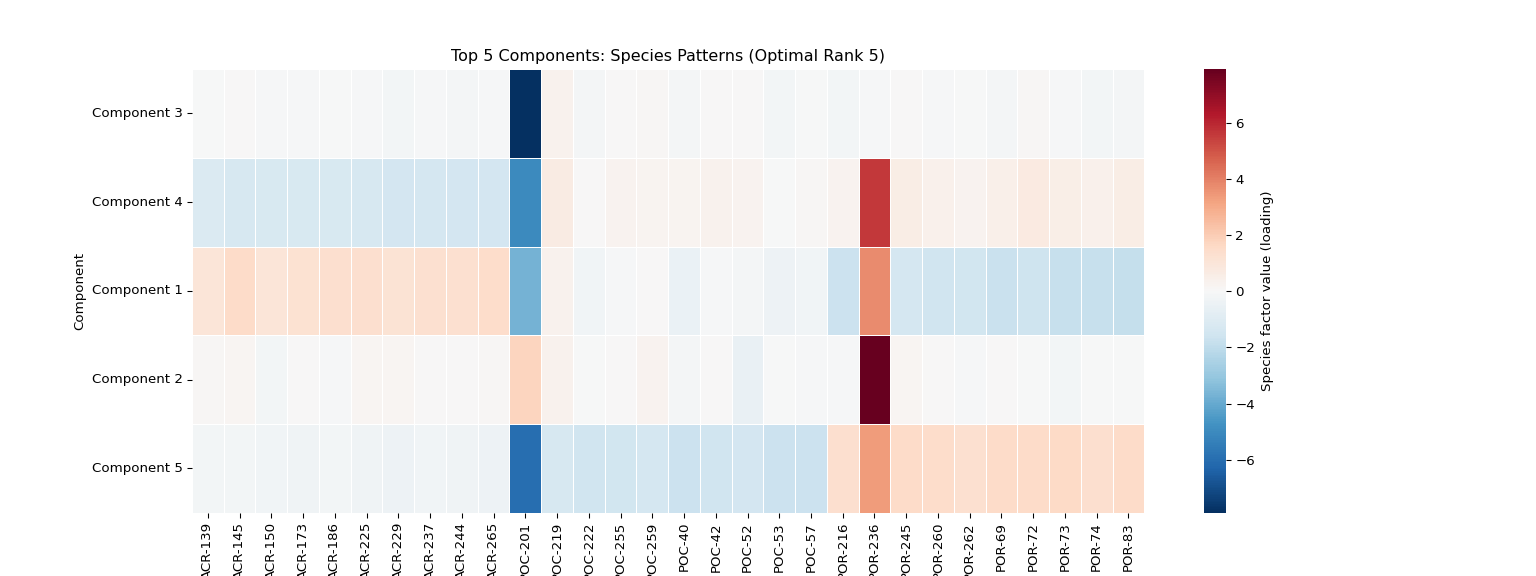 Top 5 Components: Species Patterns (Optimal Rank 5)
Component 3
Component 4
Component 1
Component 2
Component 5
Component
6
4
2
0
−2
−4
−6
Species factor value (loading)
ACR-139
ACR-145
ACR-150
ACR-173
ACR-186
ACR-225
ACR-229
ACR-237
ACR-244
ACR-265
POC-201
POC-219
POC-222
POC-255
POC-259
POC-40
POC-42
POC-52
POC-53
POC-57
POR-216
POR-236
POR-245
POR-260
POR-262
POR-69
POR-72
POR-73
POR-74
POR-83